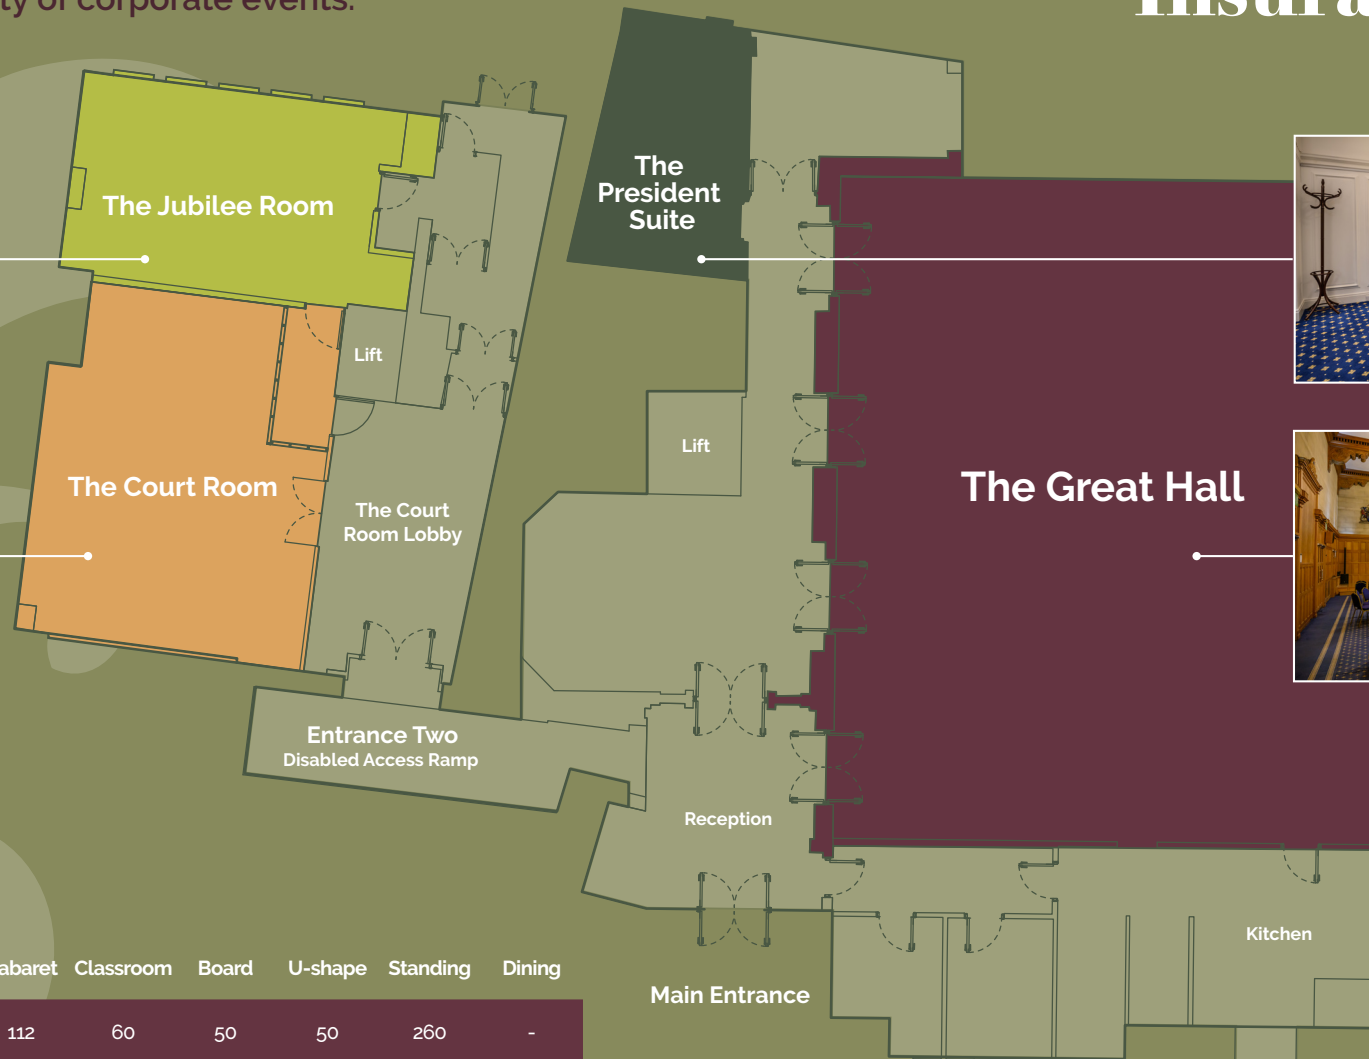 The Jubilee Room
The
President
Suite
Lift
Lift
The Court Room
The Court
Room Lobby
The Great Hall
Entrance Two
Disabled Access Ramp
Reception
Kitchen
Main Entrance
Classroom Board U-shape Standing Dining
112 60 50 50 260 -
of corporate events.